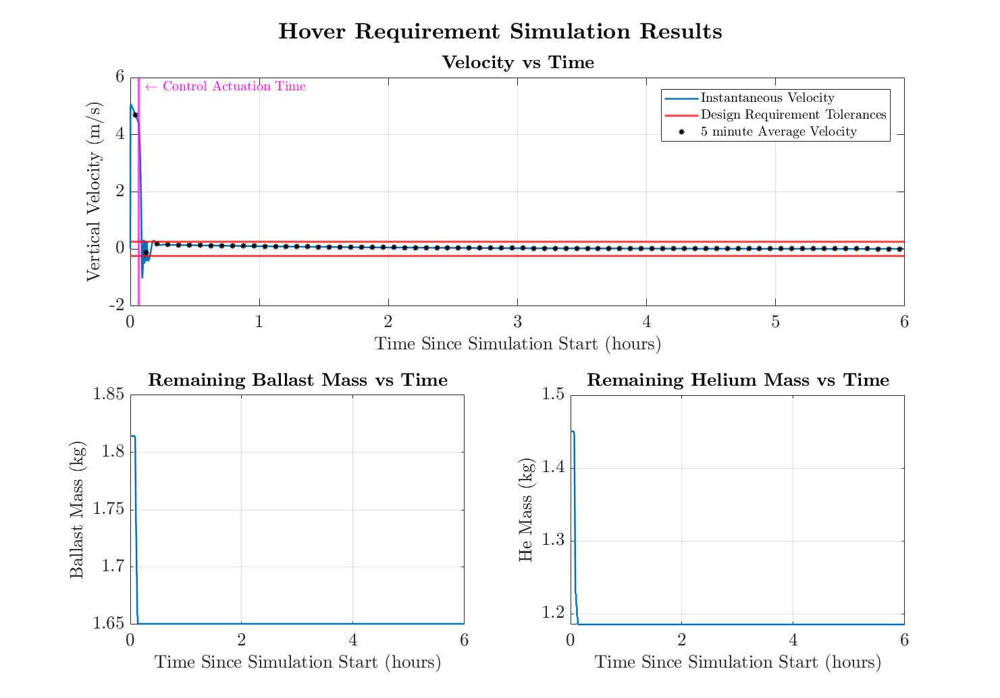 Hover Requirement Simulation Results
Velocity vs Time
6
4
2
0
-2
Vertical Velocity (m/s)
← Control Actuation Time
Instantaneous Velocity
Design Requirement Tolerances
5 minute Average Velocity
0 1 2 3 4 5 6
Time Since Simulation Start (hours)
Remaining Ballast Mass vs Time
1.85
1.8
1.75
1.7
1.65
Ballast Mass (kg)
0 2 4 6
Time Since Simulation Start (hours)
Remaining Helium Mass vs Time
1.5
1.4
1.3
1.2
He Mass (kg)
0 2 4 6
Time Since Simulation Start (hours)